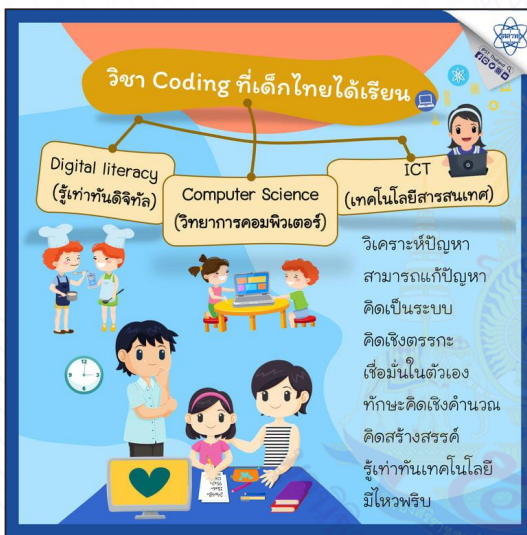 วิชา Coding ที่เด็กไทยได้เรียน
Digital literacy
(รู้เท่าทันดิจิทัล)
Computer Science
(วิทยาการคอมพิวเตอร์)
ICT
(เทคโนโลยีสารสนเทศ)
วิเคราะห์ปัญหา
สามารถแก้ปัญหา
คิดเป็นระบบ
คิดเชิงตรรกะ
เชื่อมั่นในตัวเอง
ทักษะคิดเชิงคำนวณ
คิดสร้างสรรค์
รู้เท่าทันเทคโนโลยี
มีไหวพริบ